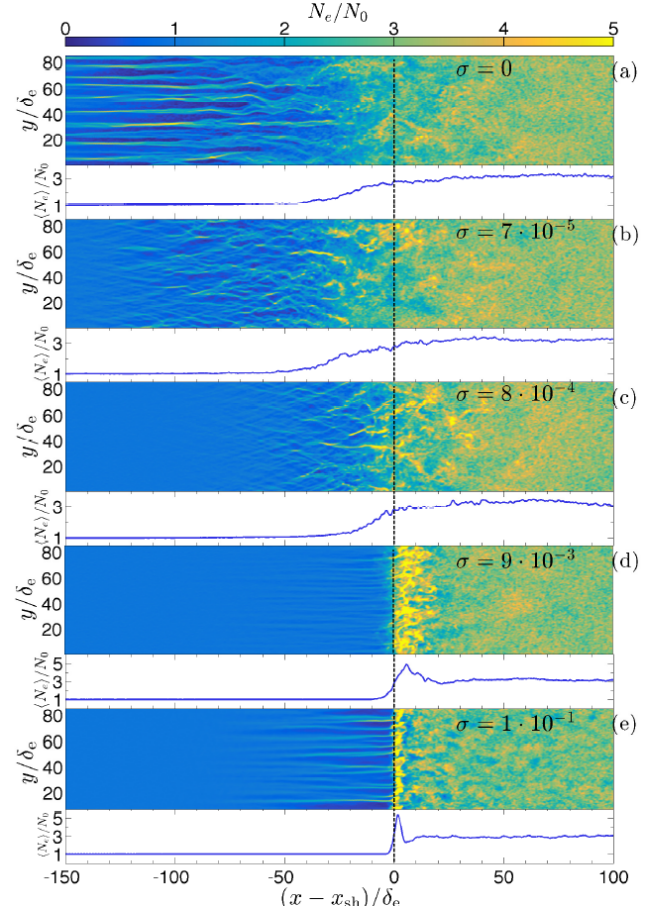 N_e/N_0
0 1 2 3 4 5
80 60 40 20
y/δ_e
σ = 0
(a)
⟨N_e⟩/N_0
3
1
80 60 40 20
y/δ_e
σ = 7 · 10^{-5}
(b)
⟨N_e⟩/N_0
3
1
80 60 40 20
y/δ_e
σ = 8 · 10^{-4}
(c)
⟨N_e⟩/N_0
3
1
80 60 40 20
y/δ_e
σ = 9 · 10^{-3}
(d)
⟨N_e⟩/N_0
5
3
1
80 60 40 20
y/δ_e
σ = 1 · 10^{-1}
(e)
⟨N_e⟩/N_0
5
3
1
-150 -100 -50 0 50 100
(x − x_sh)/δ_e